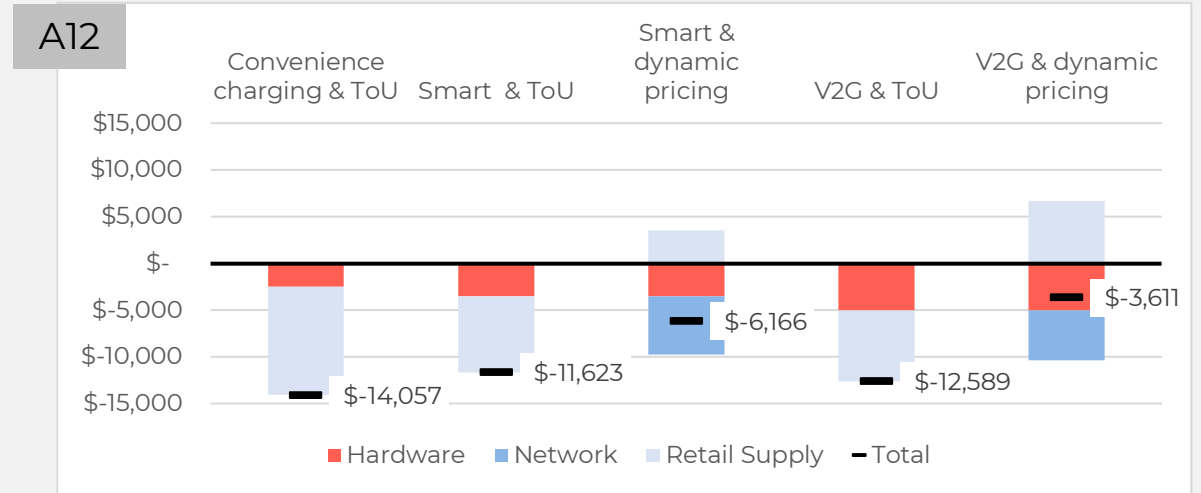 A12
Convenience
charging & ToU
Smart & ToU
Smart &
dynamic
pricing
V2G & ToU
V2G & dynamic
pricing
$15,000
$10,000
$5,000
$-
$-5,000
$-10,000
$-15,000
$-14,057
$-11,623
$-6,166
$-12,589
$-3,611
Hardware
Network
Retail Supply
Total